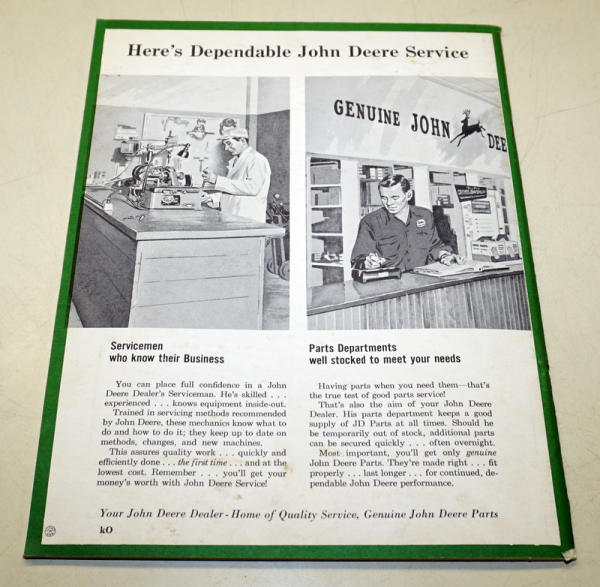 Here's Dependable John Deere Service
GENUINE JOHN DEE
Servicemen
who know their Business
You can place full confidence in a John
Deere Dealer's Serviceman. He's skilled . . .
experienced . . . knows equipment inside-out.
Trained in servicing methods recommended
by John Deere, these mechanics know what to
do and how to do it; they keep up to date on
methods, changes, and new machines.
This assures quality work . . . quickly and
efficiently done . . . the first time . . . and at the
lowest cost. Remember . . . you'll get your
money's worth with John Deere Service!
Parts Departments
well stocked to meet your needs
Having parts when you need them—that's
the true test of good parts service!
That's also the aim of your John Deere
Dealer. His parts department keeps a good
supply of JD Parts at all times. Should he
be temporarily out of stock, additional parts
can be secured quickly . . . often overnight.
Most important, you'll get only genuine
John Deere Parts. They're made right . . . fit
properly . . . last longer . . . for continued, de-
pendable John Deere performance.
Your John Deere Dealer - Home of Quality Service, Genuine John Deere Parts
kO